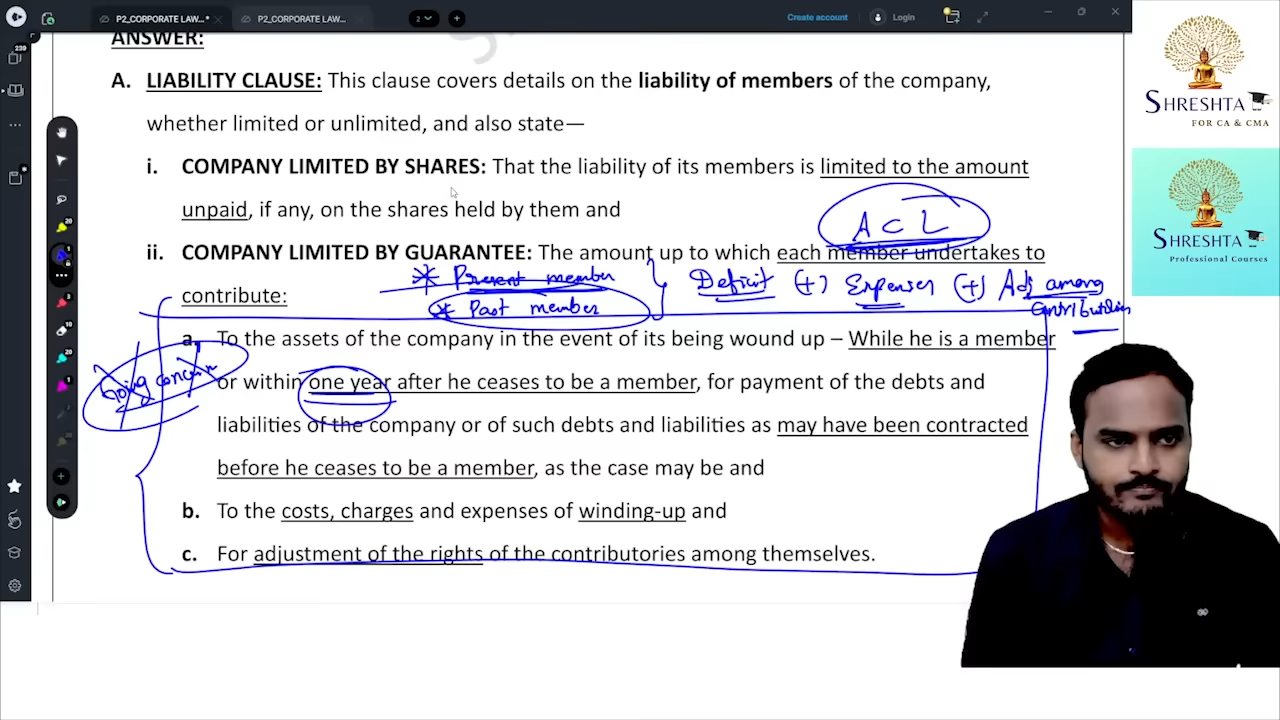 P2_CORPORATE LAW...*
P2_CORPORATE LAW...
2
Create account
Login
239
ANSWER:
A. LIABILITY CLAUSE: This clause covers details on the liability of members of the company,
whether limited or unlimited, and also state—
i. COMPANY LIMITED BY SHARES: That the liability of its members is limited to the amount
unpaid, if any, on the shares held by them and
A C L
ii. COMPANY LIMITED BY GUARANTEE: The amount up to which each member undertakes to
contribute:
* Present member
* Past member
Deficit (+) Expenses (+) Adj among
a. To the assets of the company in the event of its being wound up – While he is a member
Going concern
or within one year after he ceases to be a member, for payment of the debts and
liabilities of the company or of such debts and liabilities as may have been contracted
before he ceases to be a member, as the case may be and
b. To the costs, charges and expenses of winding-up and
c. For adjustment of the rights of the contributories among themselves.
20
1
3
10
20
1
SHRESHTA
FOR CA & CMA
SHRESHTA
Professional Courses